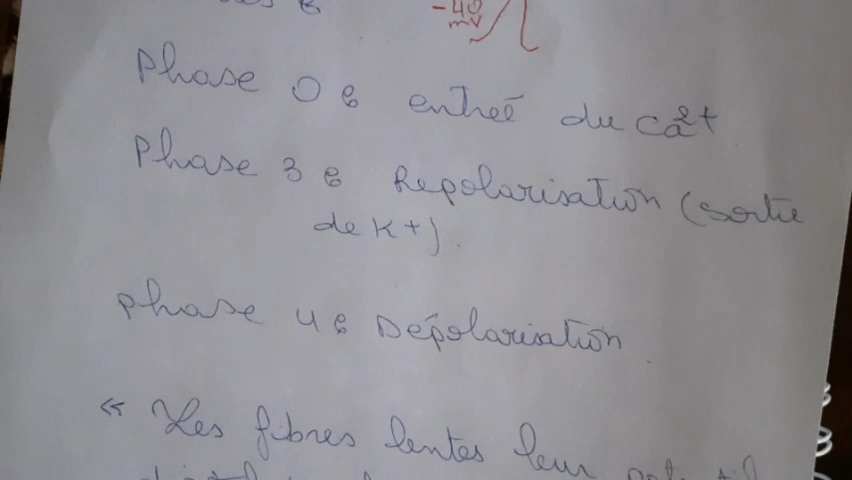 -40
mV
Phase 0 : entrée du Ca2+
Phase 3 : Repolarisation (sortie
de K+).
phase 4 : Dépolarisation.
« Les fibres lentes leur